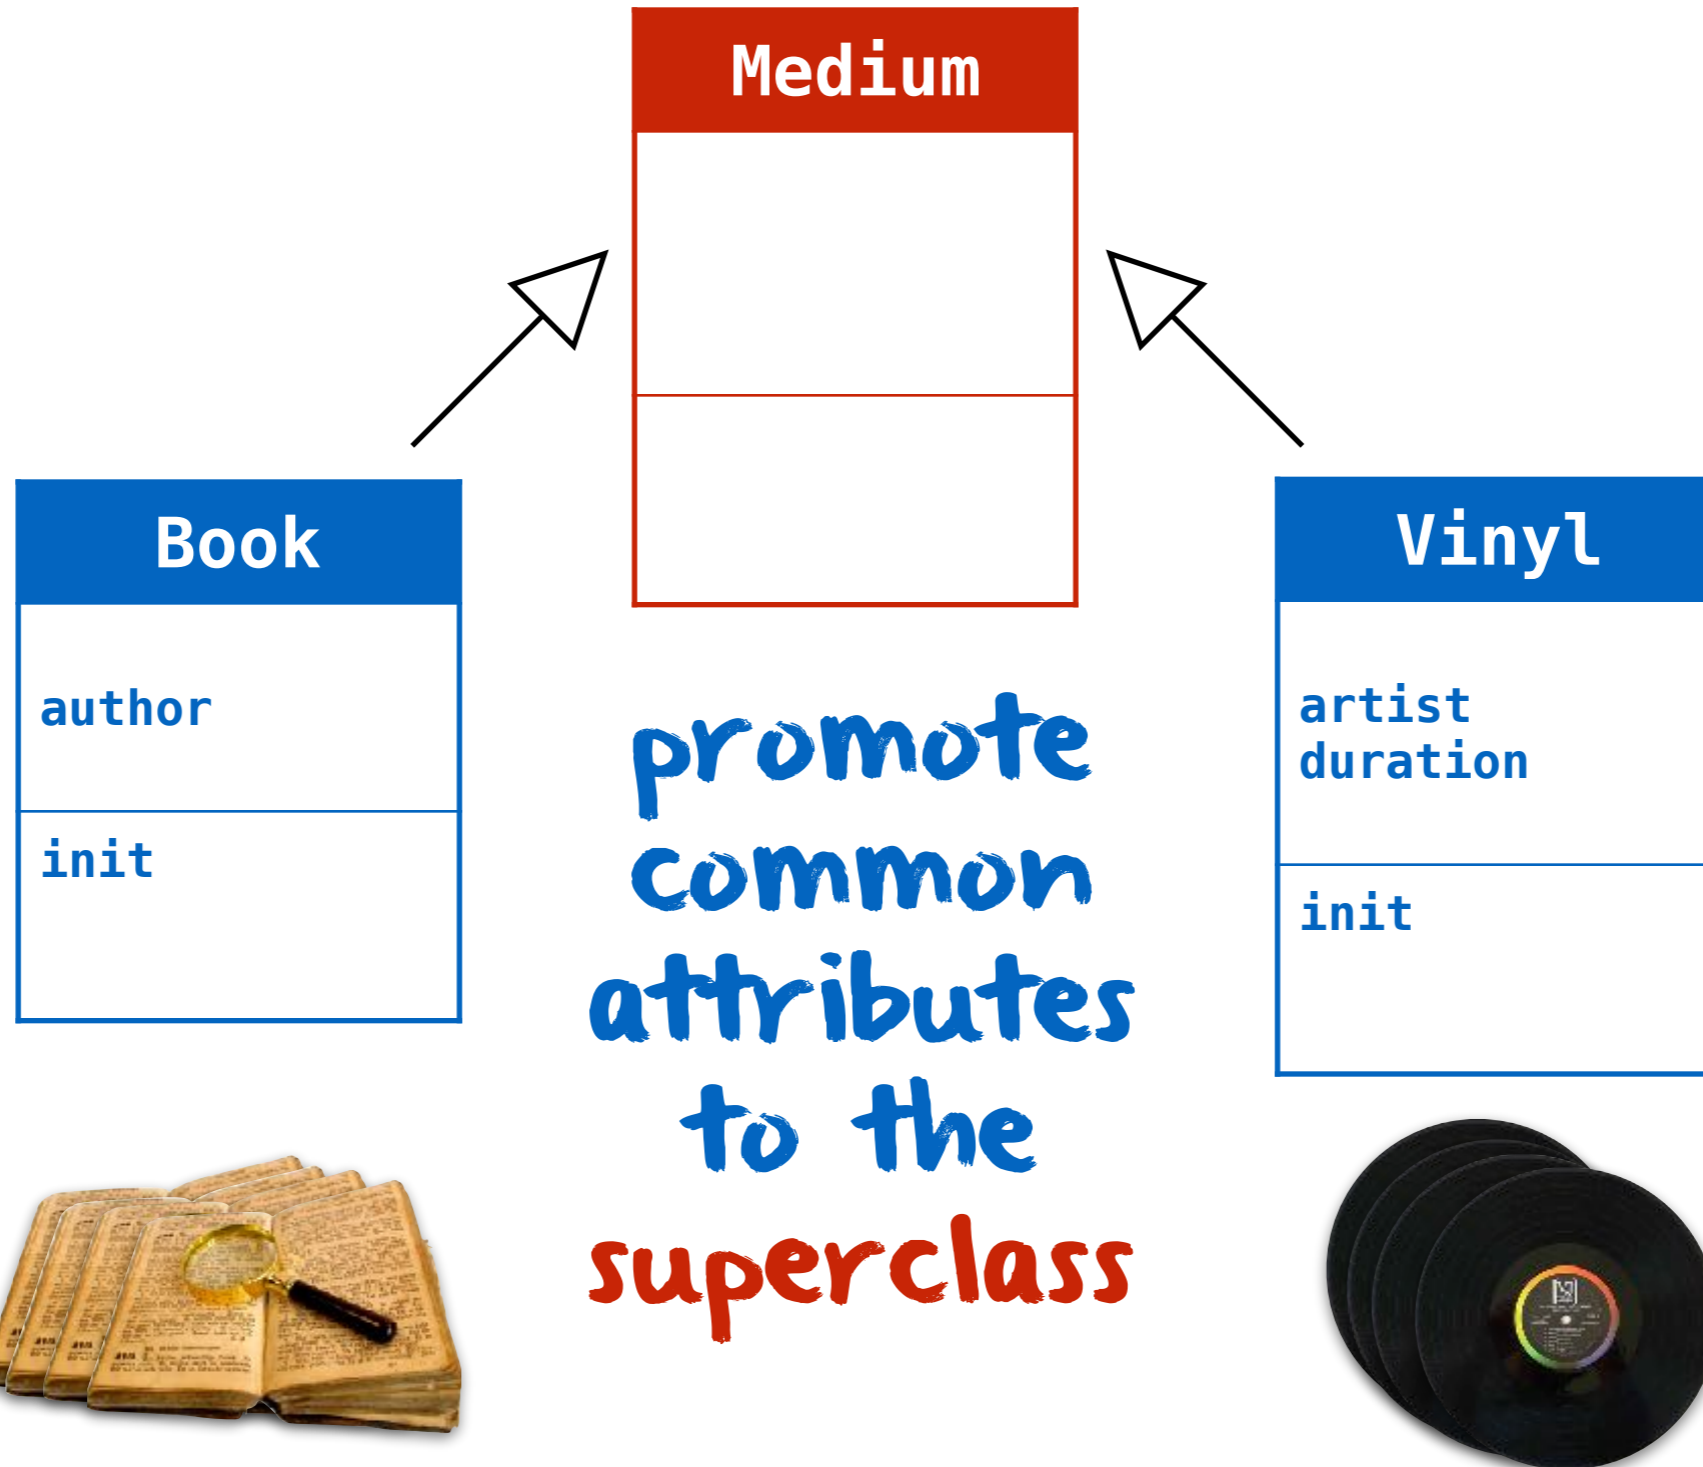 Medium
Book
author
init
promote
common
attributes
to the
superclass
Vinyl
artist
duration
init